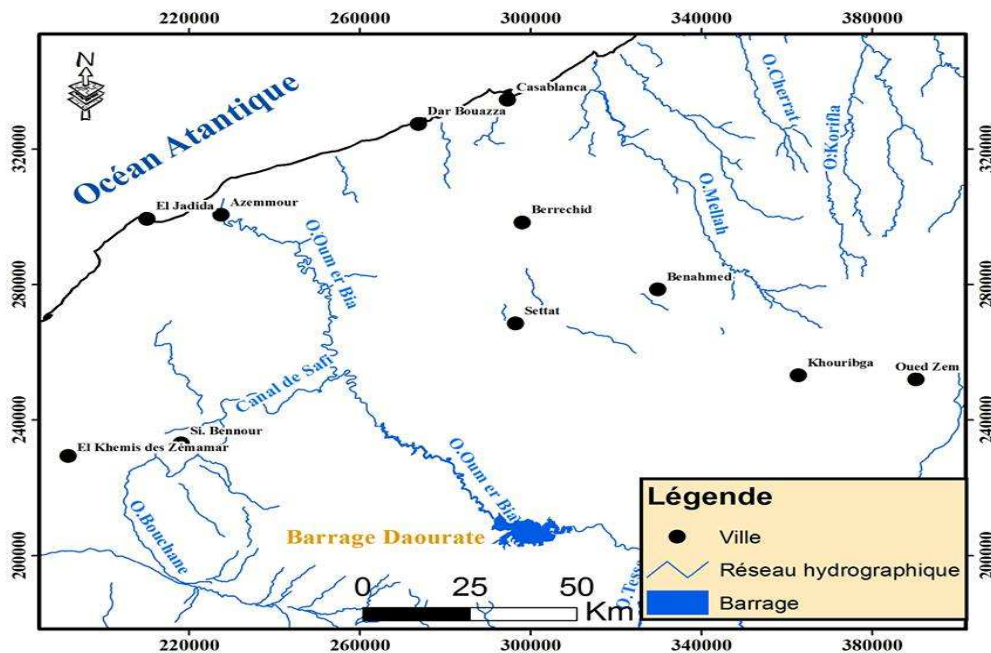 220000
260000
300000
340000
380000
N
Océan Atantique
Casablanca
Dar Bouazza
O.Cherrat
O.Korifla
320000
320000
El Jadida
Azemmour
Berrechid
O.Mellah
O.Oum er Bia
280000
280000
Benahmed
Settat
Canal de Safi
Khouribga
Oued Zem
240000
240000
Si. Bennour
El Khemis des Zémamar
O.Oum er Bia
O.Bouchane
Barrage Daourate
200000
200000
O.Tessa
0
25
50
Km
Légende
Ville
Réseau hydrographique
Barrage
220000
260000
300000
340000
380000